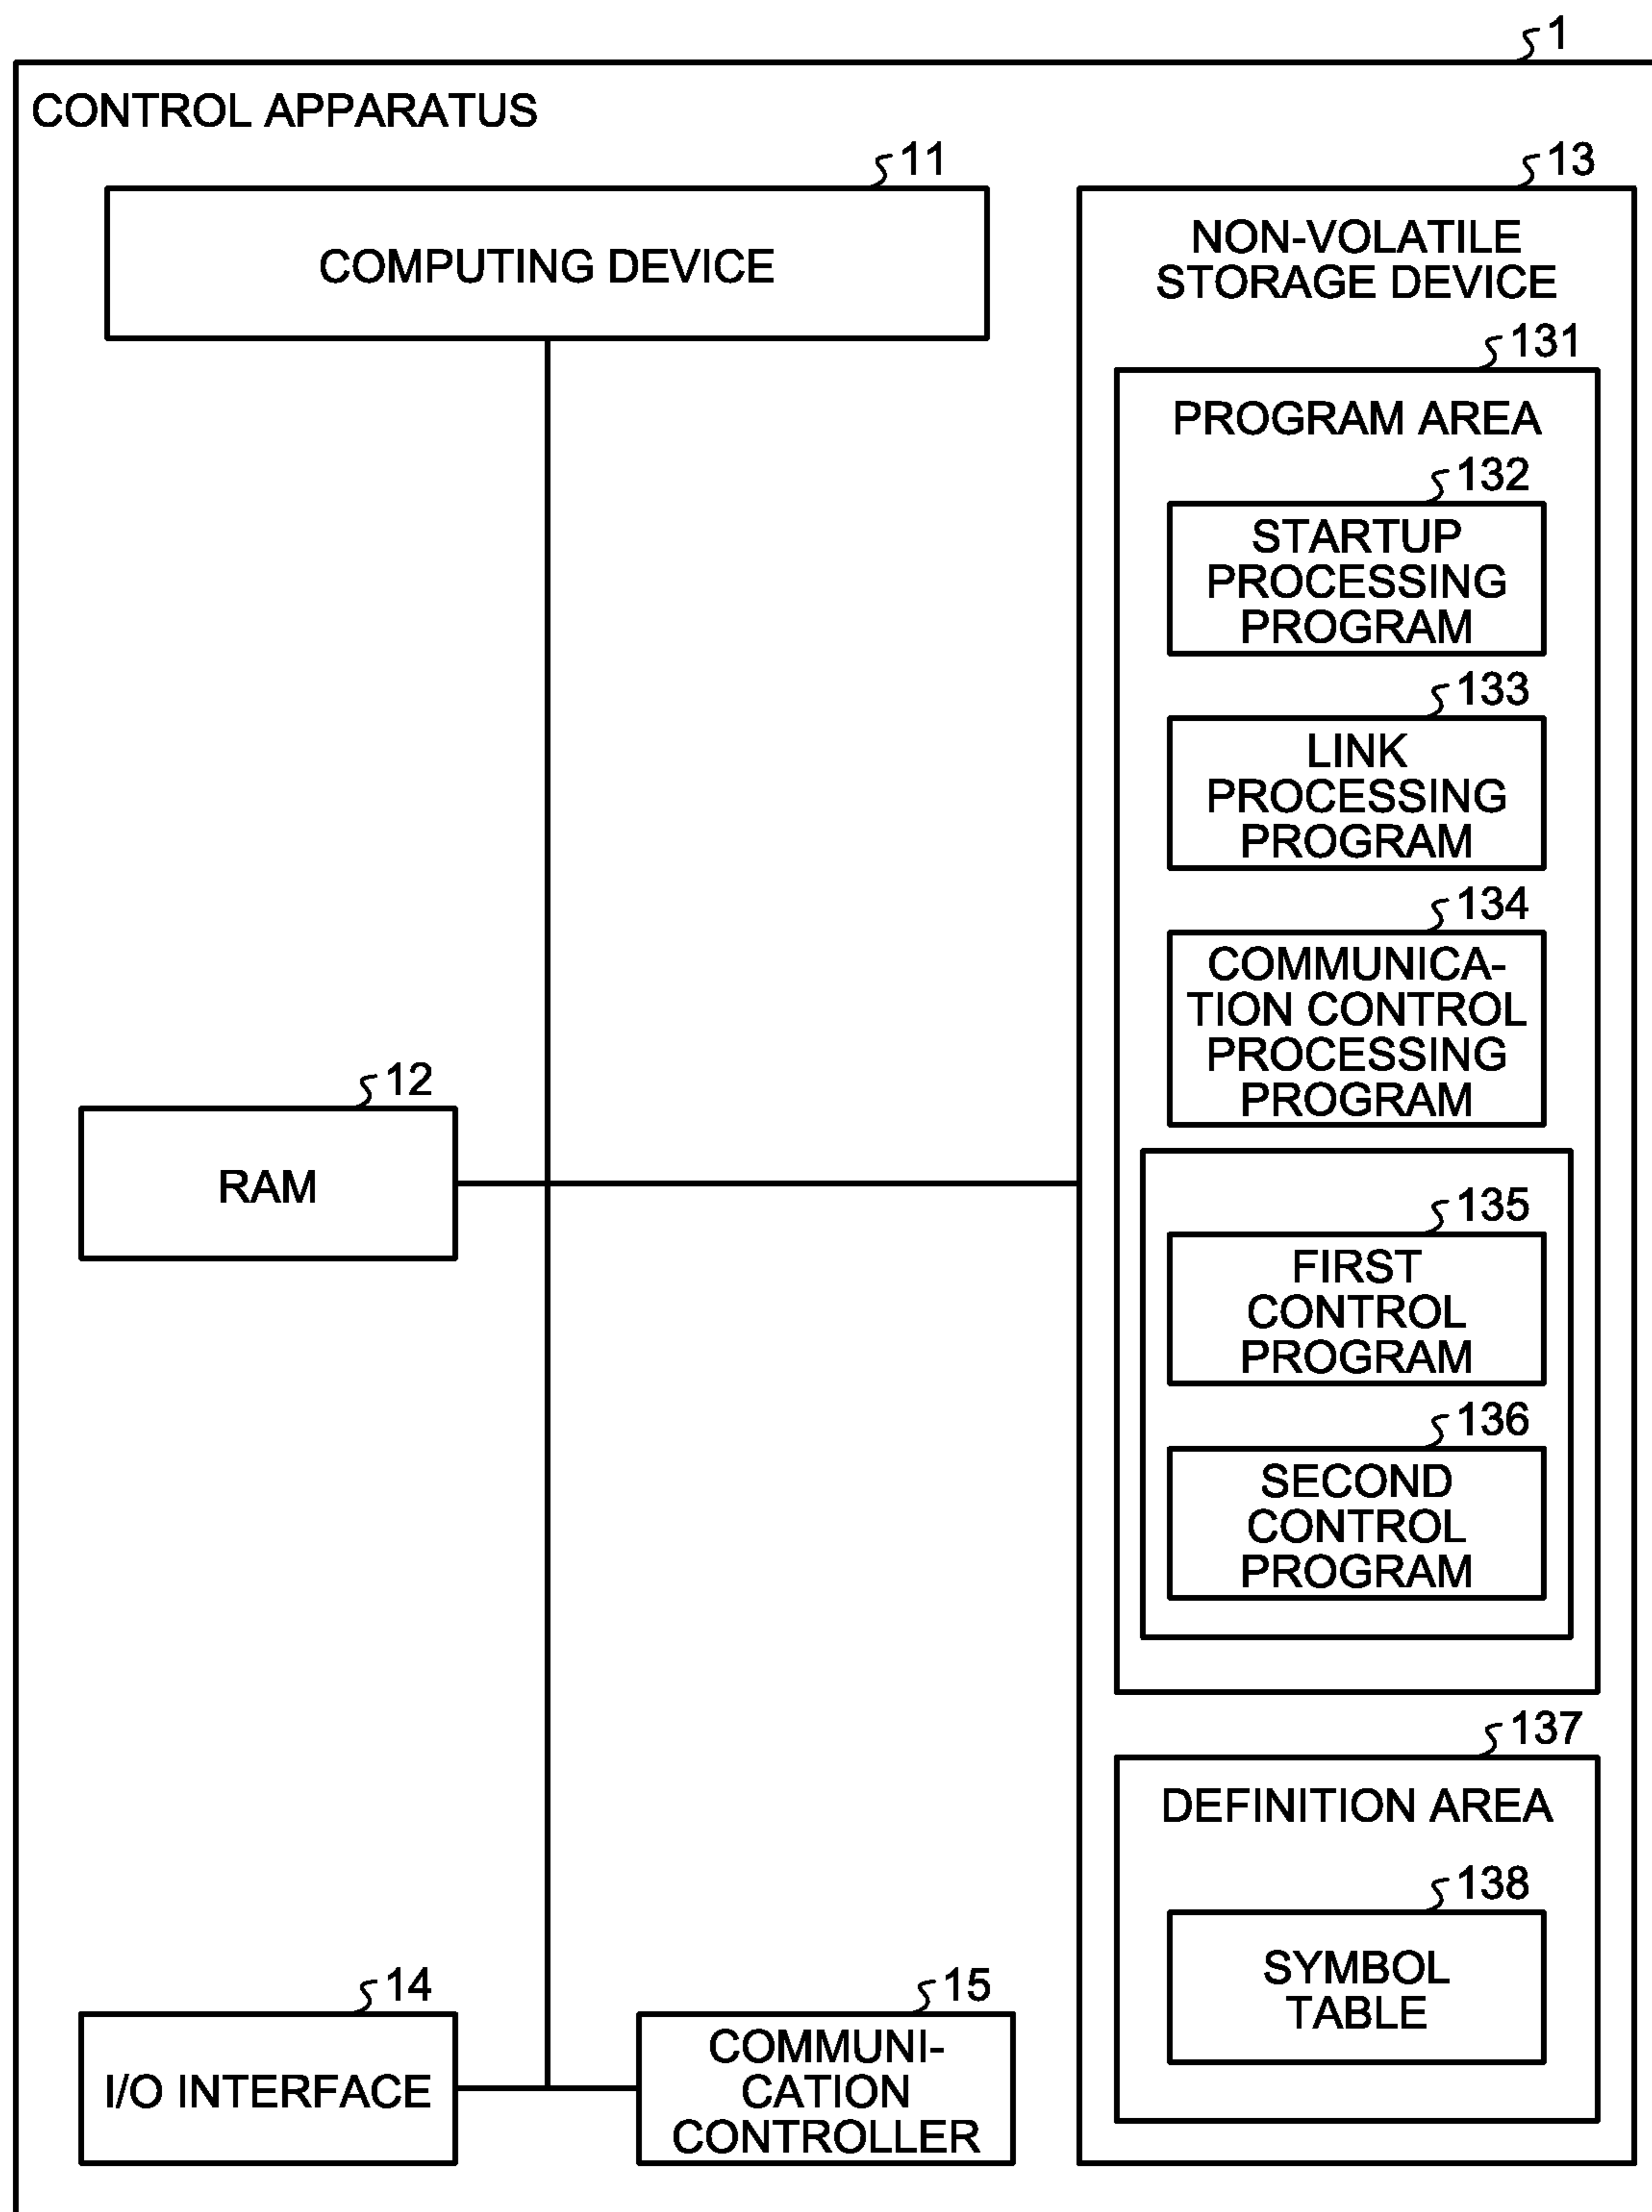 1
CONTROL APPARATUS
11
COMPUTING DEVICE
12
RAM
14
I/O INTERFACE
15
COMMUNI-
CATION
CONTROLLER
13
NON-VOLATILE
STORAGE DEVICE
131
PROGRAM AREA
132
STARTUP
PROCESSING
PROGRAM
133
LINK
PROCESSING
PROGRAM
134
COMMUNICA-
TION CONTROL
PROCESSING
PROGRAM
135
FIRST
CONTROL
PROGRAM
136
SECOND
CONTROL
PROGRAM
137
DEFINITION AREA
138
SYMBOL
TABLE